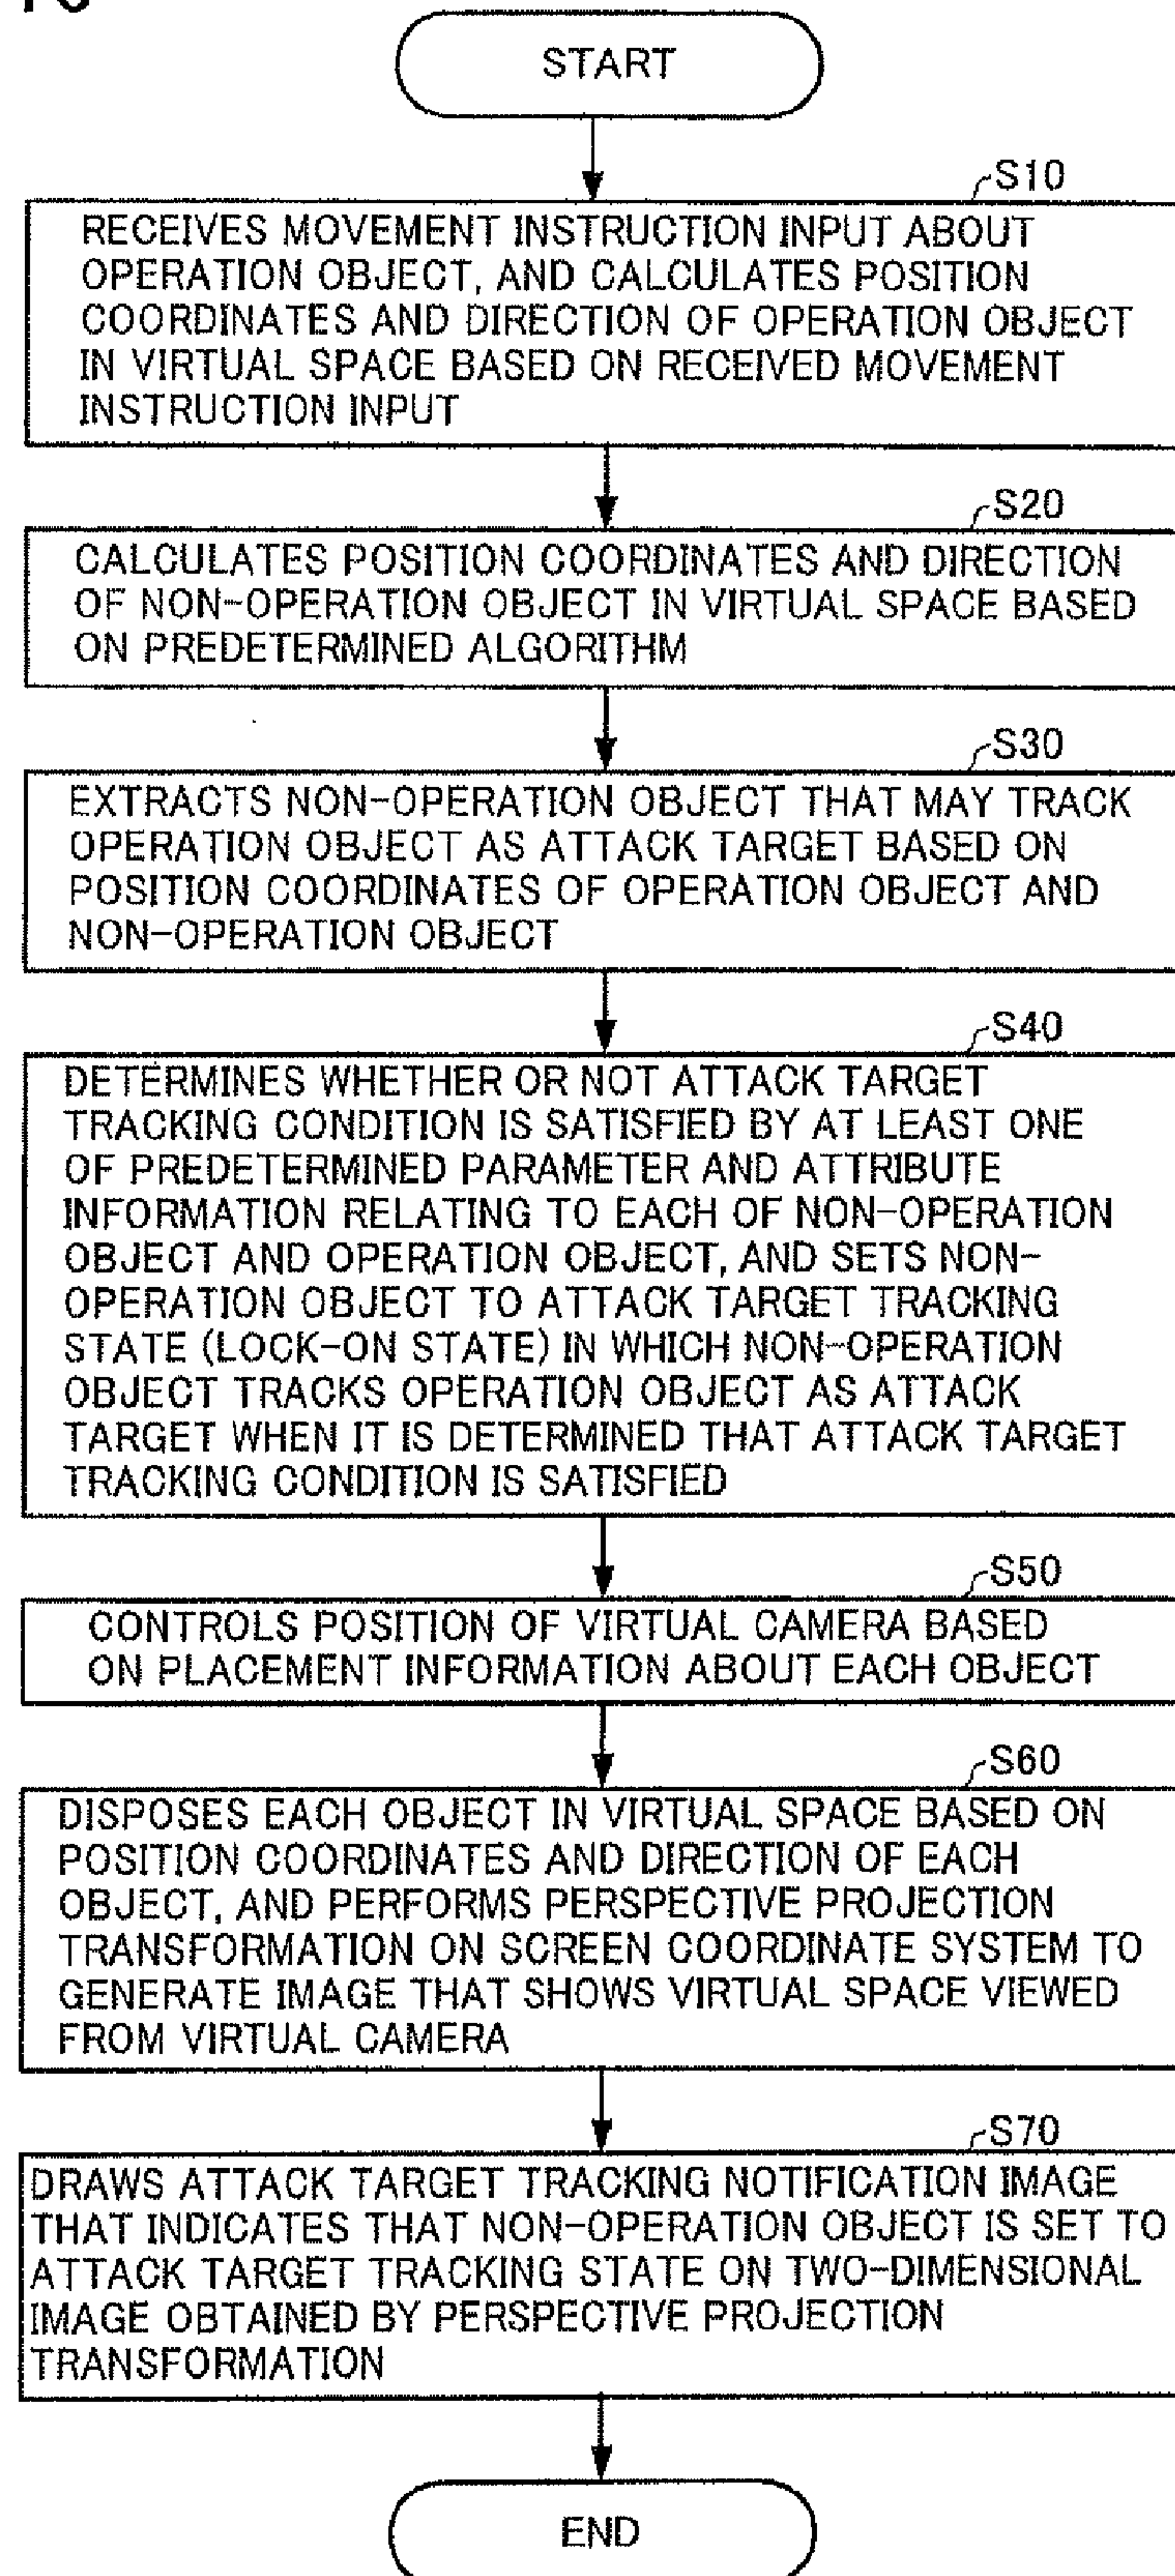 START
S10
RECEIVES MOVEMENT INSTRUCTION INPUT ABOUT
OPERATION OBJECT, AND CALCULATES POSITION
COORDINATES AND DIRECTION OF OPERATION OBJECT
IN VIRTUAL SPACE BASED ON RECEIVED MOVEMENT
INSTRUCTION INPUT
S20
CALCULATES POSITION COORDINATES AND DIRECTION
OF NON-OPERATION OBJECT IN VIRTUAL SPACE BASED
ON PREDETERMINED ALGORITHM
S30
EXTRACTS NON-OPERATION OBJECT THAT MAY TRACK
OPERATION OBJECT AS ATTACK TARGET BASED ON
POSITION COORDINATES OF OPERATION OBJECT AND
NON-OPERATION OBJECT
S40
DETERMINES WHETHER OR NOT ATTACK TARGET
TRACKING CONDITION IS SATISFIED BY AT LEAST ONE
OF PREDETERMINED PARAMETER AND ATTRIBUTE
INFORMATION RELATING TO EACH OF NON-OPERATION
OBJECT AND OPERATION OBJECT, AND SETS NON-
OPERATION OBJECT TO ATTACK TARGET TRACKING
STATE (LOCK-ON STATE) IN WHICH NON-OPERATION
OBJECT TRACKS OPERATION OBJECT AS ATTACK
TARGET WHEN IT IS DETERMINED THAT ATTACK TARGET
TRACKING CONDITION IS SATISFIED
S50
CONTROLS POSITION OF VIRTUAL CAMERA BASED
ON PLACEMENT INFORMATION ABOUT EACH OBJECT
S60
DISPOSES EACH OBJECT IN VIRTUAL SPACE BASED ON
POSITION COORDINATES AND DIRECTION OF EACH
OBJECT, AND PERFORMS PERSPECTIVE PROJECTION
TRANSFORMATION ON SCREEN COORDINATE SYSTEM TO
GENERATE IMAGE THAT SHOWS VIRTUAL SPACE VIEWED
FROM VIRTUAL CAMERA
S70
DRAWS ATTACK TARGET TRACKING NOTIFICATION IMAGE
THAT INDICATES THAT NON-OPERATION OBJECT IS SET TO
ATTACK TARGET TRACKING STATE ON TWO-DIMENSIONAL
IMAGE OBTAINED BY PERSPECTIVE PROJECTION
TRANSFORMATION
END